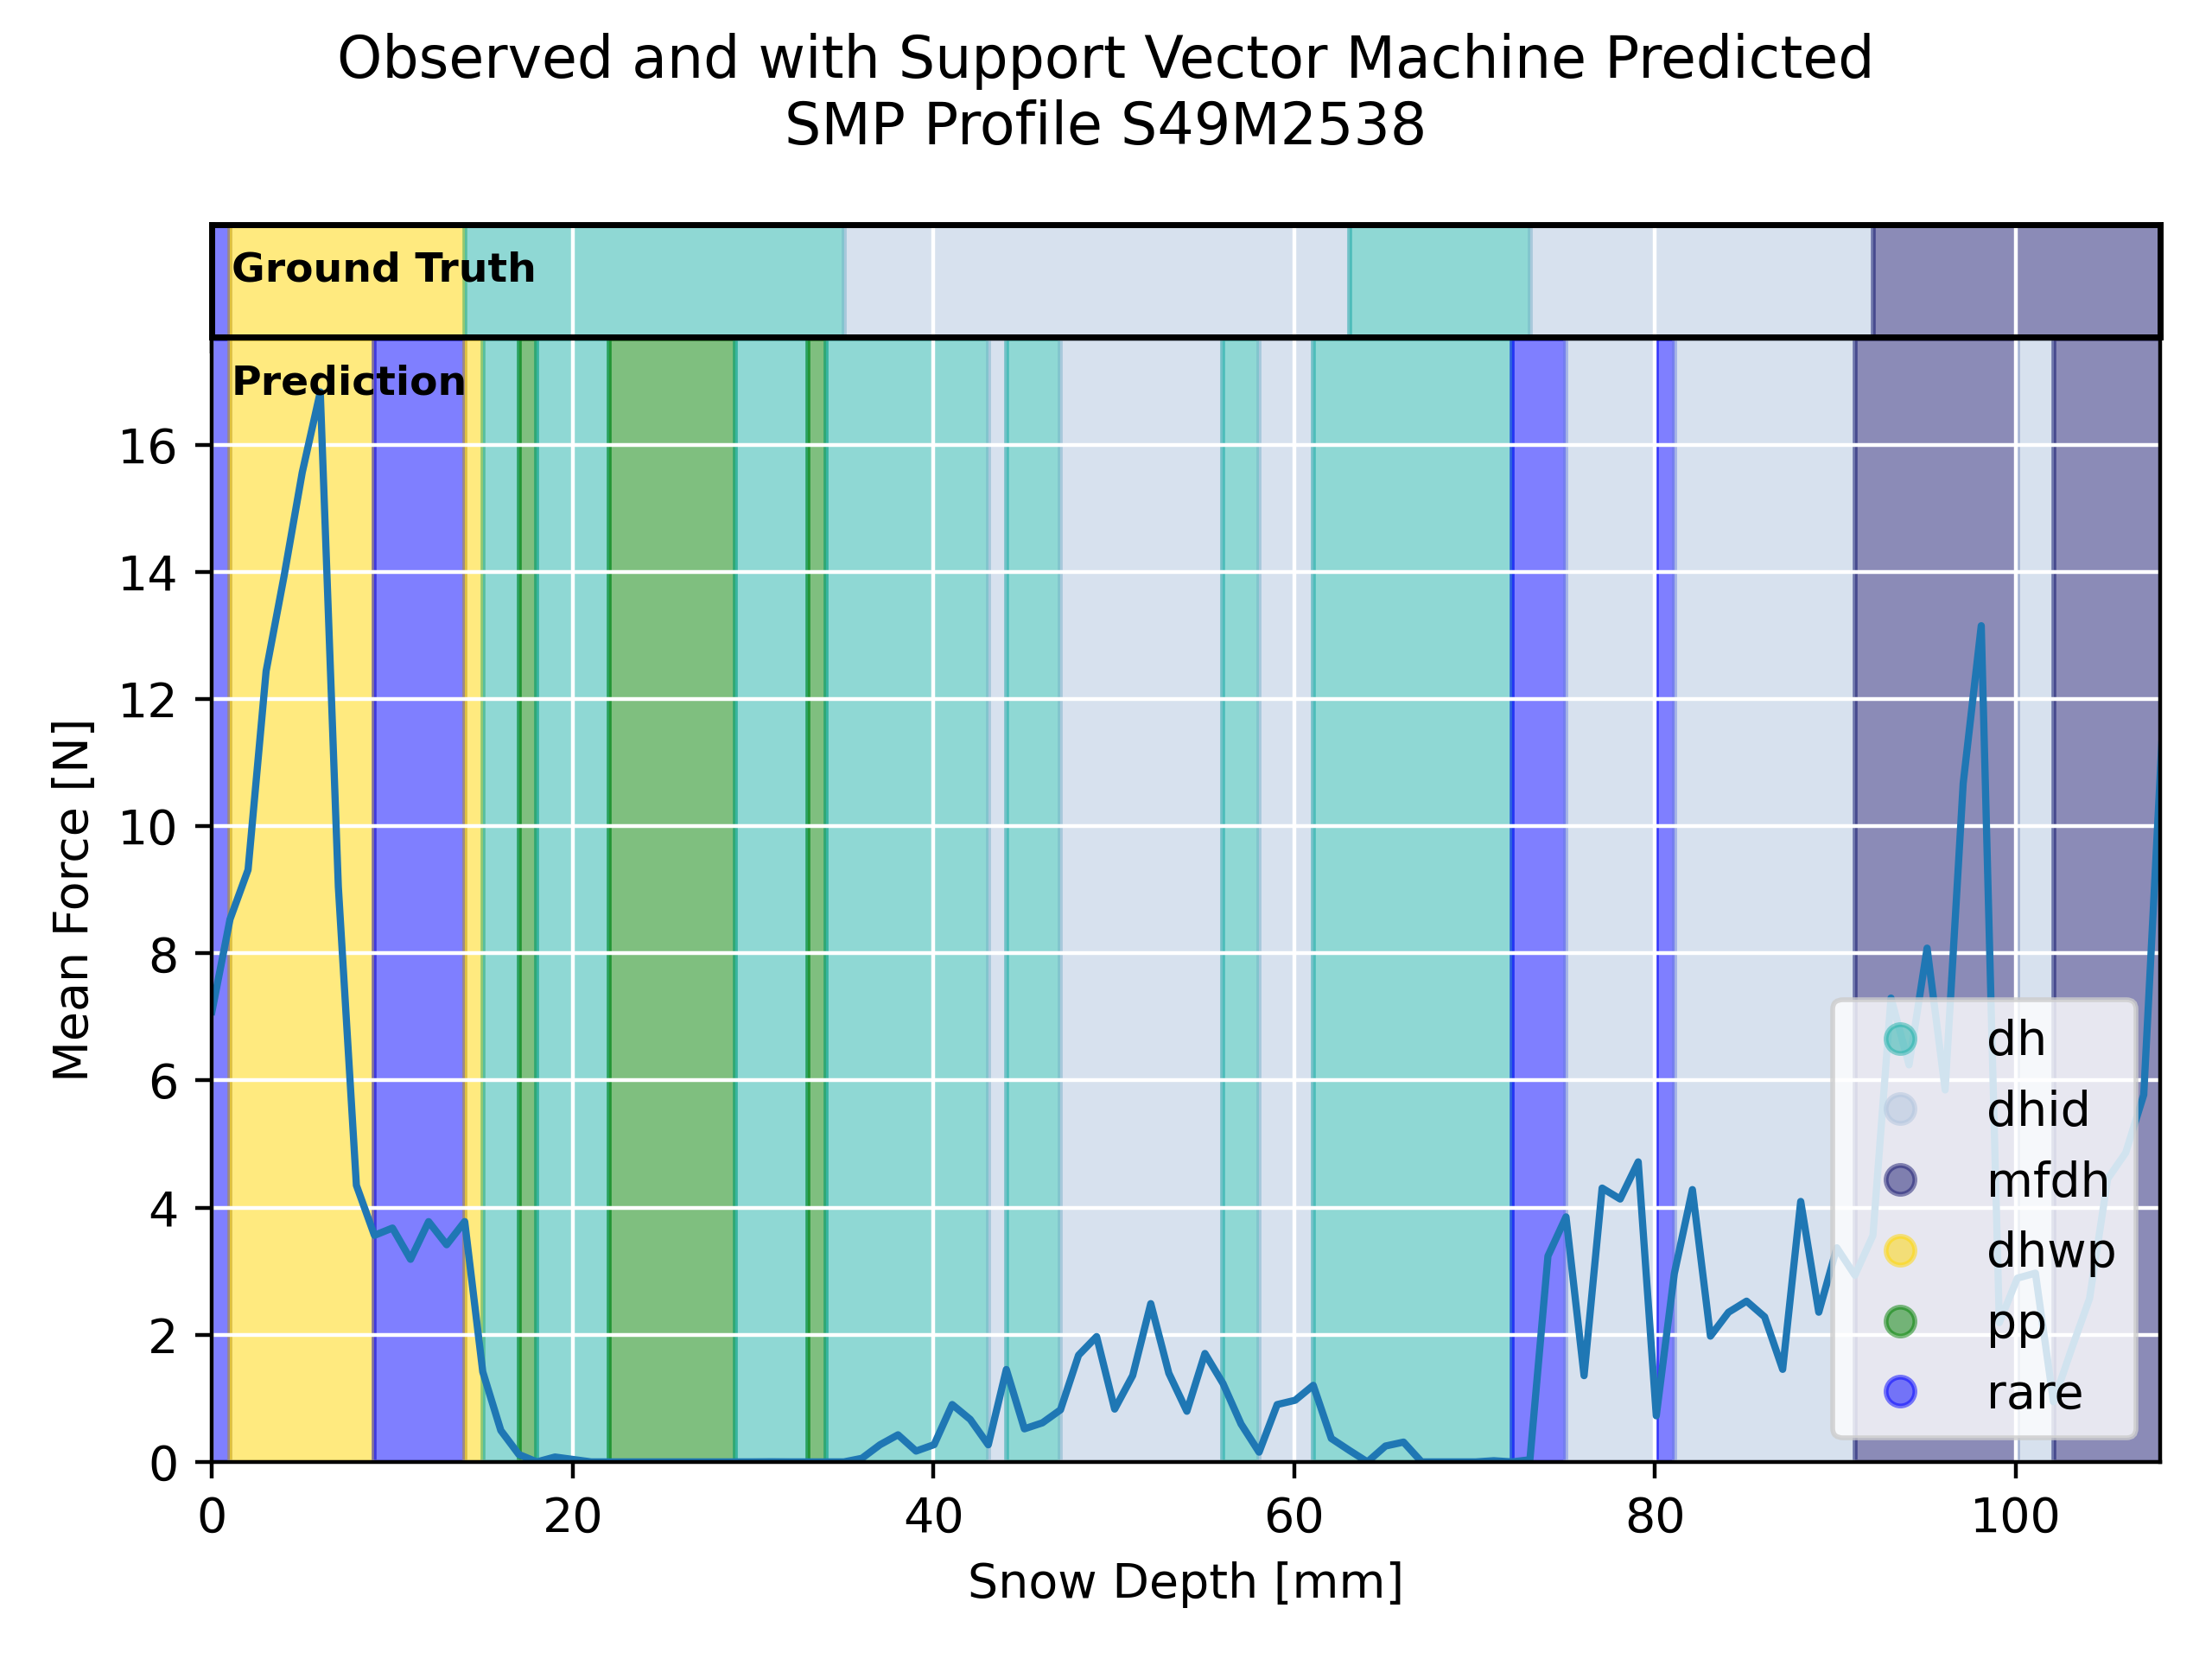 Observed and with Support Vector Machine Predicted
SMP Profile S49M2538
Ground Truth
Prediction
16
14
12
10
8
6
4
2
0
Mean Force [N]
dh
dhid
mfdh
dhwp
pp
rare
0 20 40 60 80 100
Snow Depth [mm]